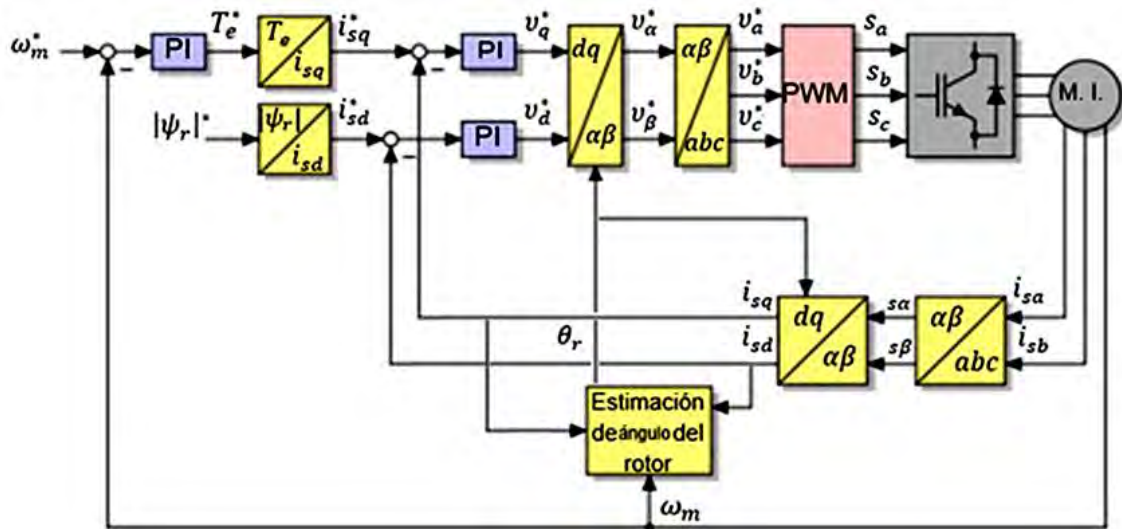 ω*m
PI
T*e
Te
isq
i*sq
PI
v*q
dq
αβ
v*α
v*β
αβ
abc
v*a
v*b
v*c
PWM
sa
sb
sc
M. I.
|ψr|*
|ψr|
isd
i*sd
PI
v*d
isq
isd
dq
αβ
sα
sβ
αβ
abc
isa
isb
θr
Estimación
de ángulo del
rotor
ωm